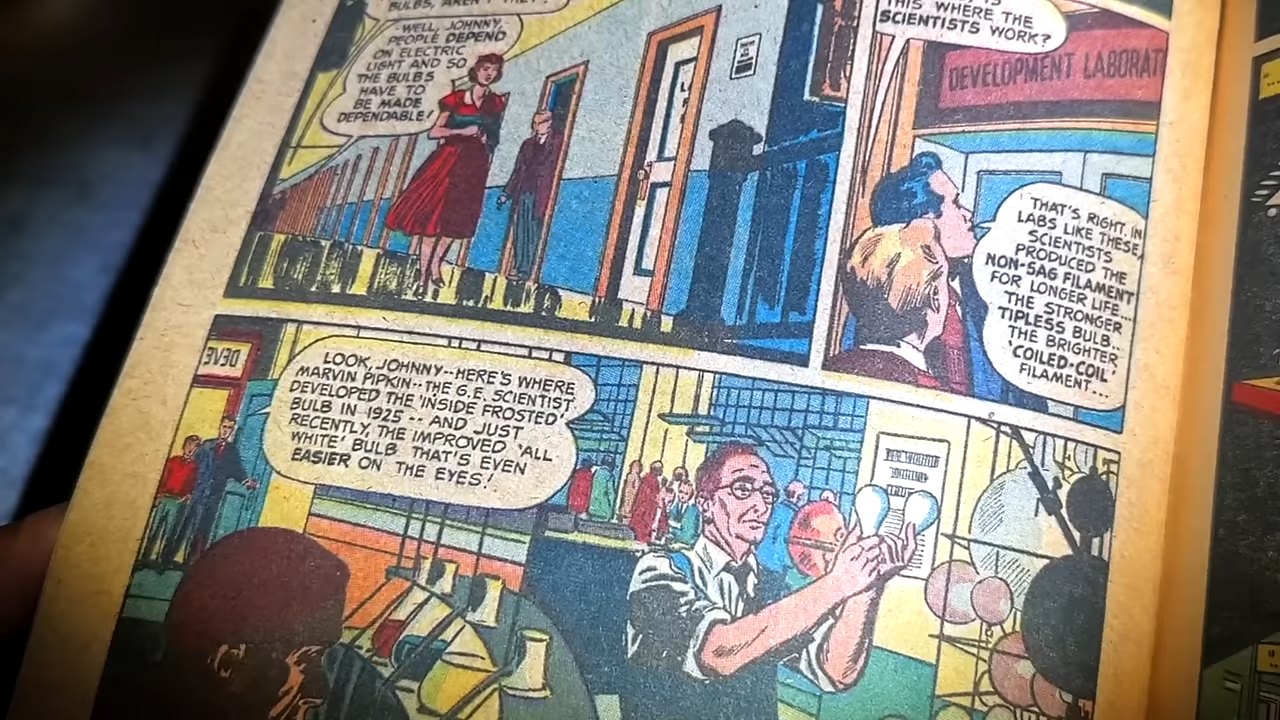 BULBS, AREN'T THEY?
WELL, JOHNNY,
PEOPLE DEPEND
ON ELECTRIC
LIGHT AND SO
THE BULBS
HAVE TO
BE MADE
DEPENDABLE!
THIS WHERE THE
SCIENTISTS WORK?
DEVELOPMENT LABORAT
THAT'S RIGHT. IN
LABS LIKE THESE,
SCIENTISTS
PRODUCED THE
NON-SAG FILAMENT
FOR LONGER LIFE...
THE STRONGER
TIPLESS BULB...
THE BRIGHTER
'COILED-COIL'
FILAMENT...
DEVE
LOOK, JOHNNY--HERE'S WHERE
MARVIN PIPKIN--THE G.E. SCIENTIST
DEVELOPED THE 'INSIDE FROSTED'
BULB IN 1925 -- AND JUST
RECENTLY, THE IMPROVED 'ALL
WHITE' BULB THAT'S EVEN
EASIER ON THE EYES!